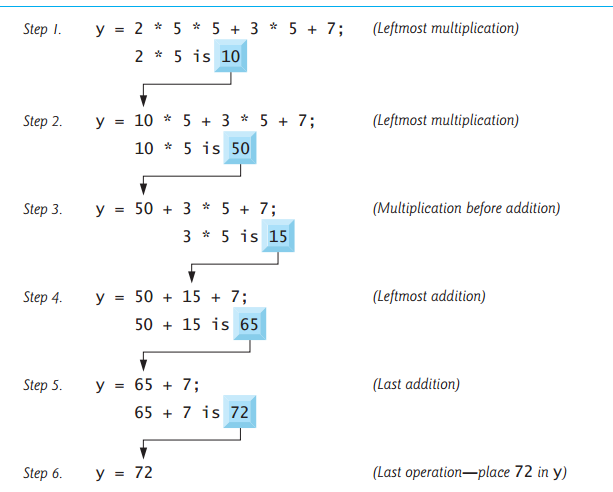 Step 1. y = 2 * 5 * 5 + 3 * 5 + 7; (Leftmost multiplication)
2 * 5 is 10
Step 2. y = 10 * 5 + 3 * 5 + 7; (Leftmost multiplication)
10 * 5 is 50
Step 3. y = 50 + 3 * 5 + 7; (Multiplication before addition)
3 * 5 is 15
Step 4. y = 50 + 15 + 7; (Leftmost addition)
50 + 15 is 65
Step 5. y = 65 + 7; (Last addition)
65 + 7 is 72
Step 6. y = 72 (Last operation—place 72 in y)